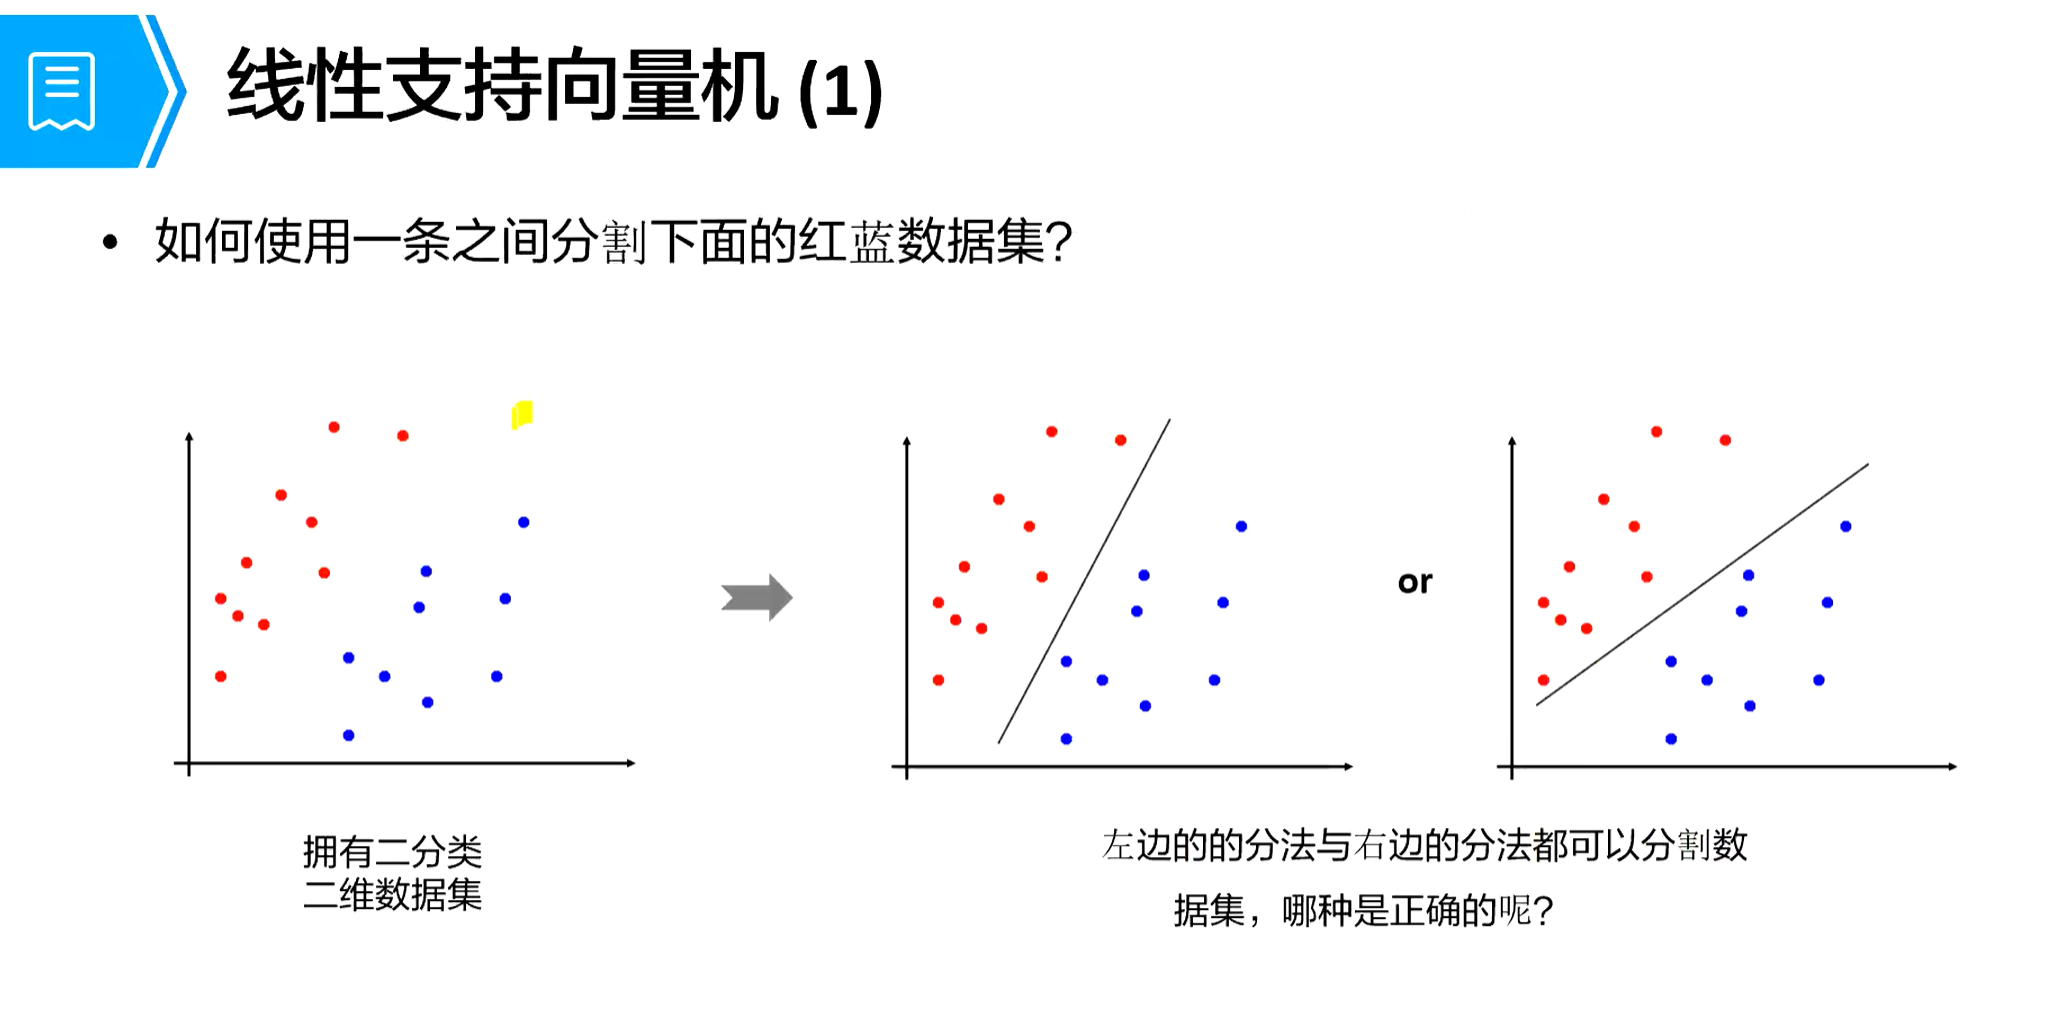 线性支持向量机 (1)
• 如何使用一条之间分割下面的红蓝数据集?
or
拥有二分类
二维数据集
左边的的分法与右边的分法都可以分割数
据集，哪种是正确的呢?